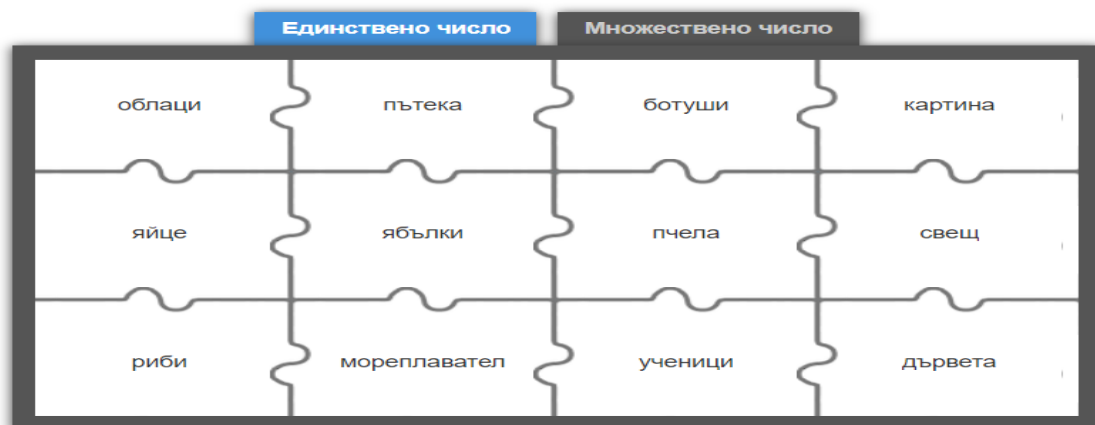 Единствено число Множествено число
облаци пътека ботуши картина
яйце ябълки пчела свещ
риби мореплавател ученици дървета